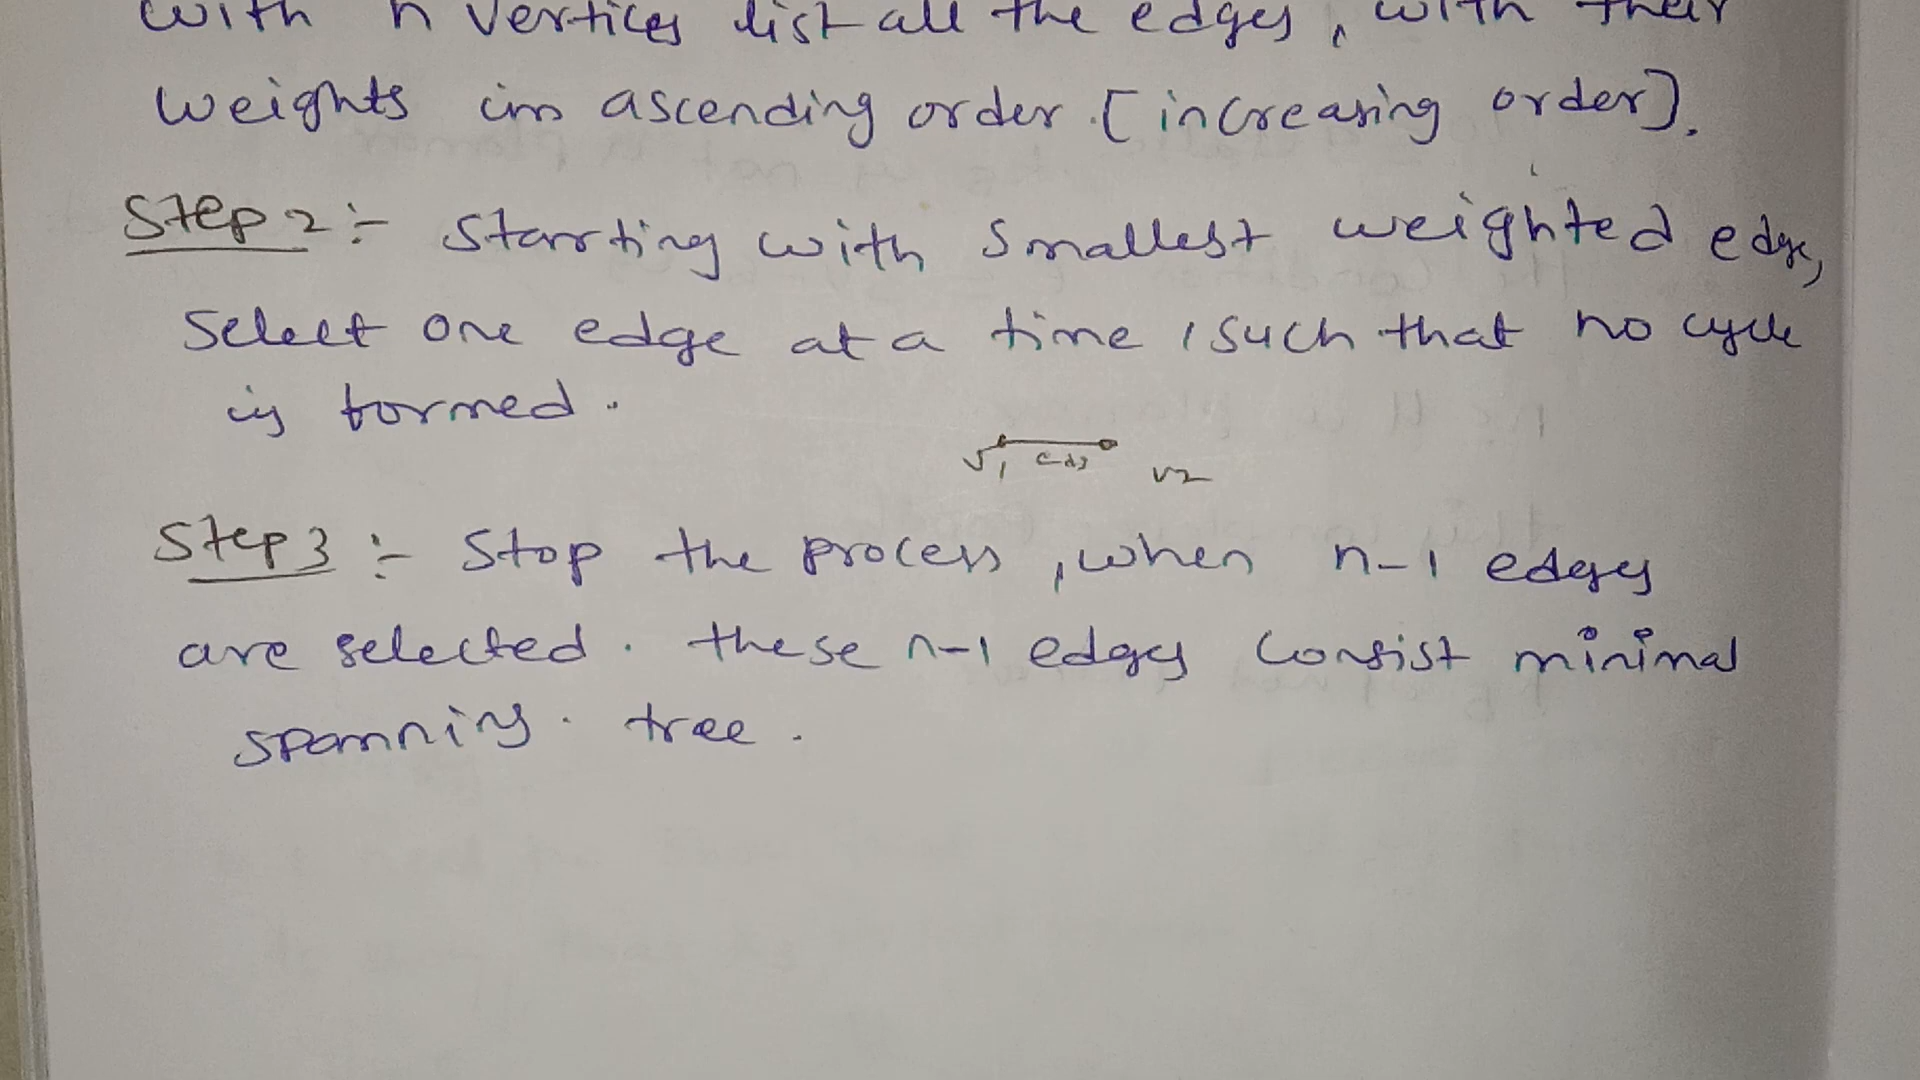 with n vertices list all the edges, with their
weights in ascending order. [increasing order].
Step 2:- Starting with smallest weighted edge,
select one edge at a time, such that no cycle
is formed.
V1 V2
Step 3:- Stop the process, when n-1 edges
are selected. these n-1 edges consist minimal
spanning. tree.